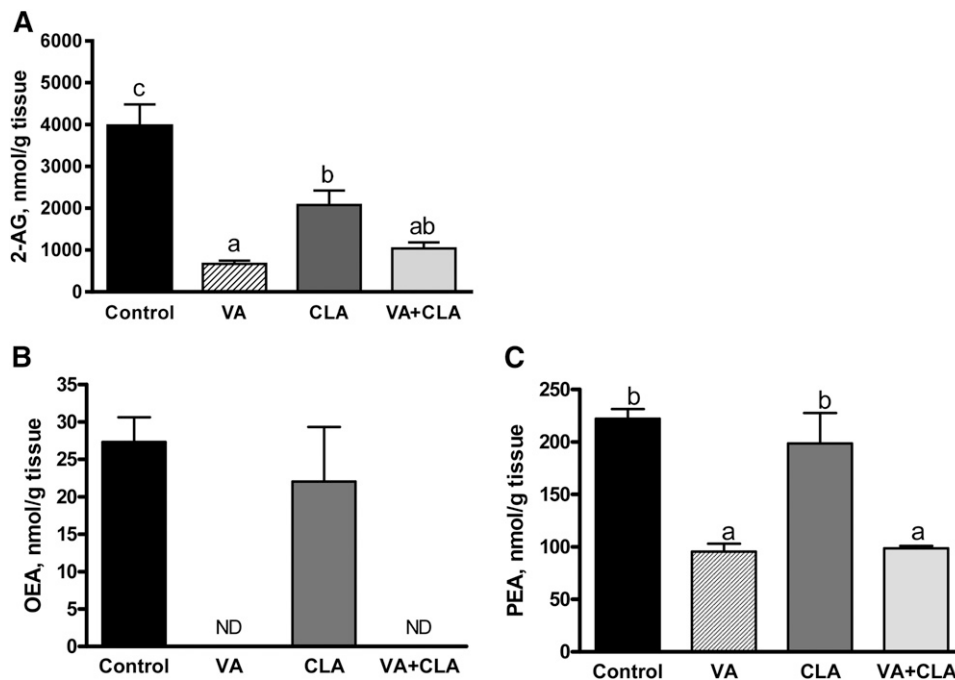 A
2-AG, nmol/g tissue
6000
5000
4000
3000
2000
1000
0
c
a
b
ab
Control VA CLA VA+CLA
B
OEA, nmol/g tissue
35
30
25
20
15
10
5
0
ND
ND
Control VA CLA VA+CLA
C
PEA, nmol/g tissue
250
200
150
100
50
0
b
a
b
a
Control VA CLA VA+CLA